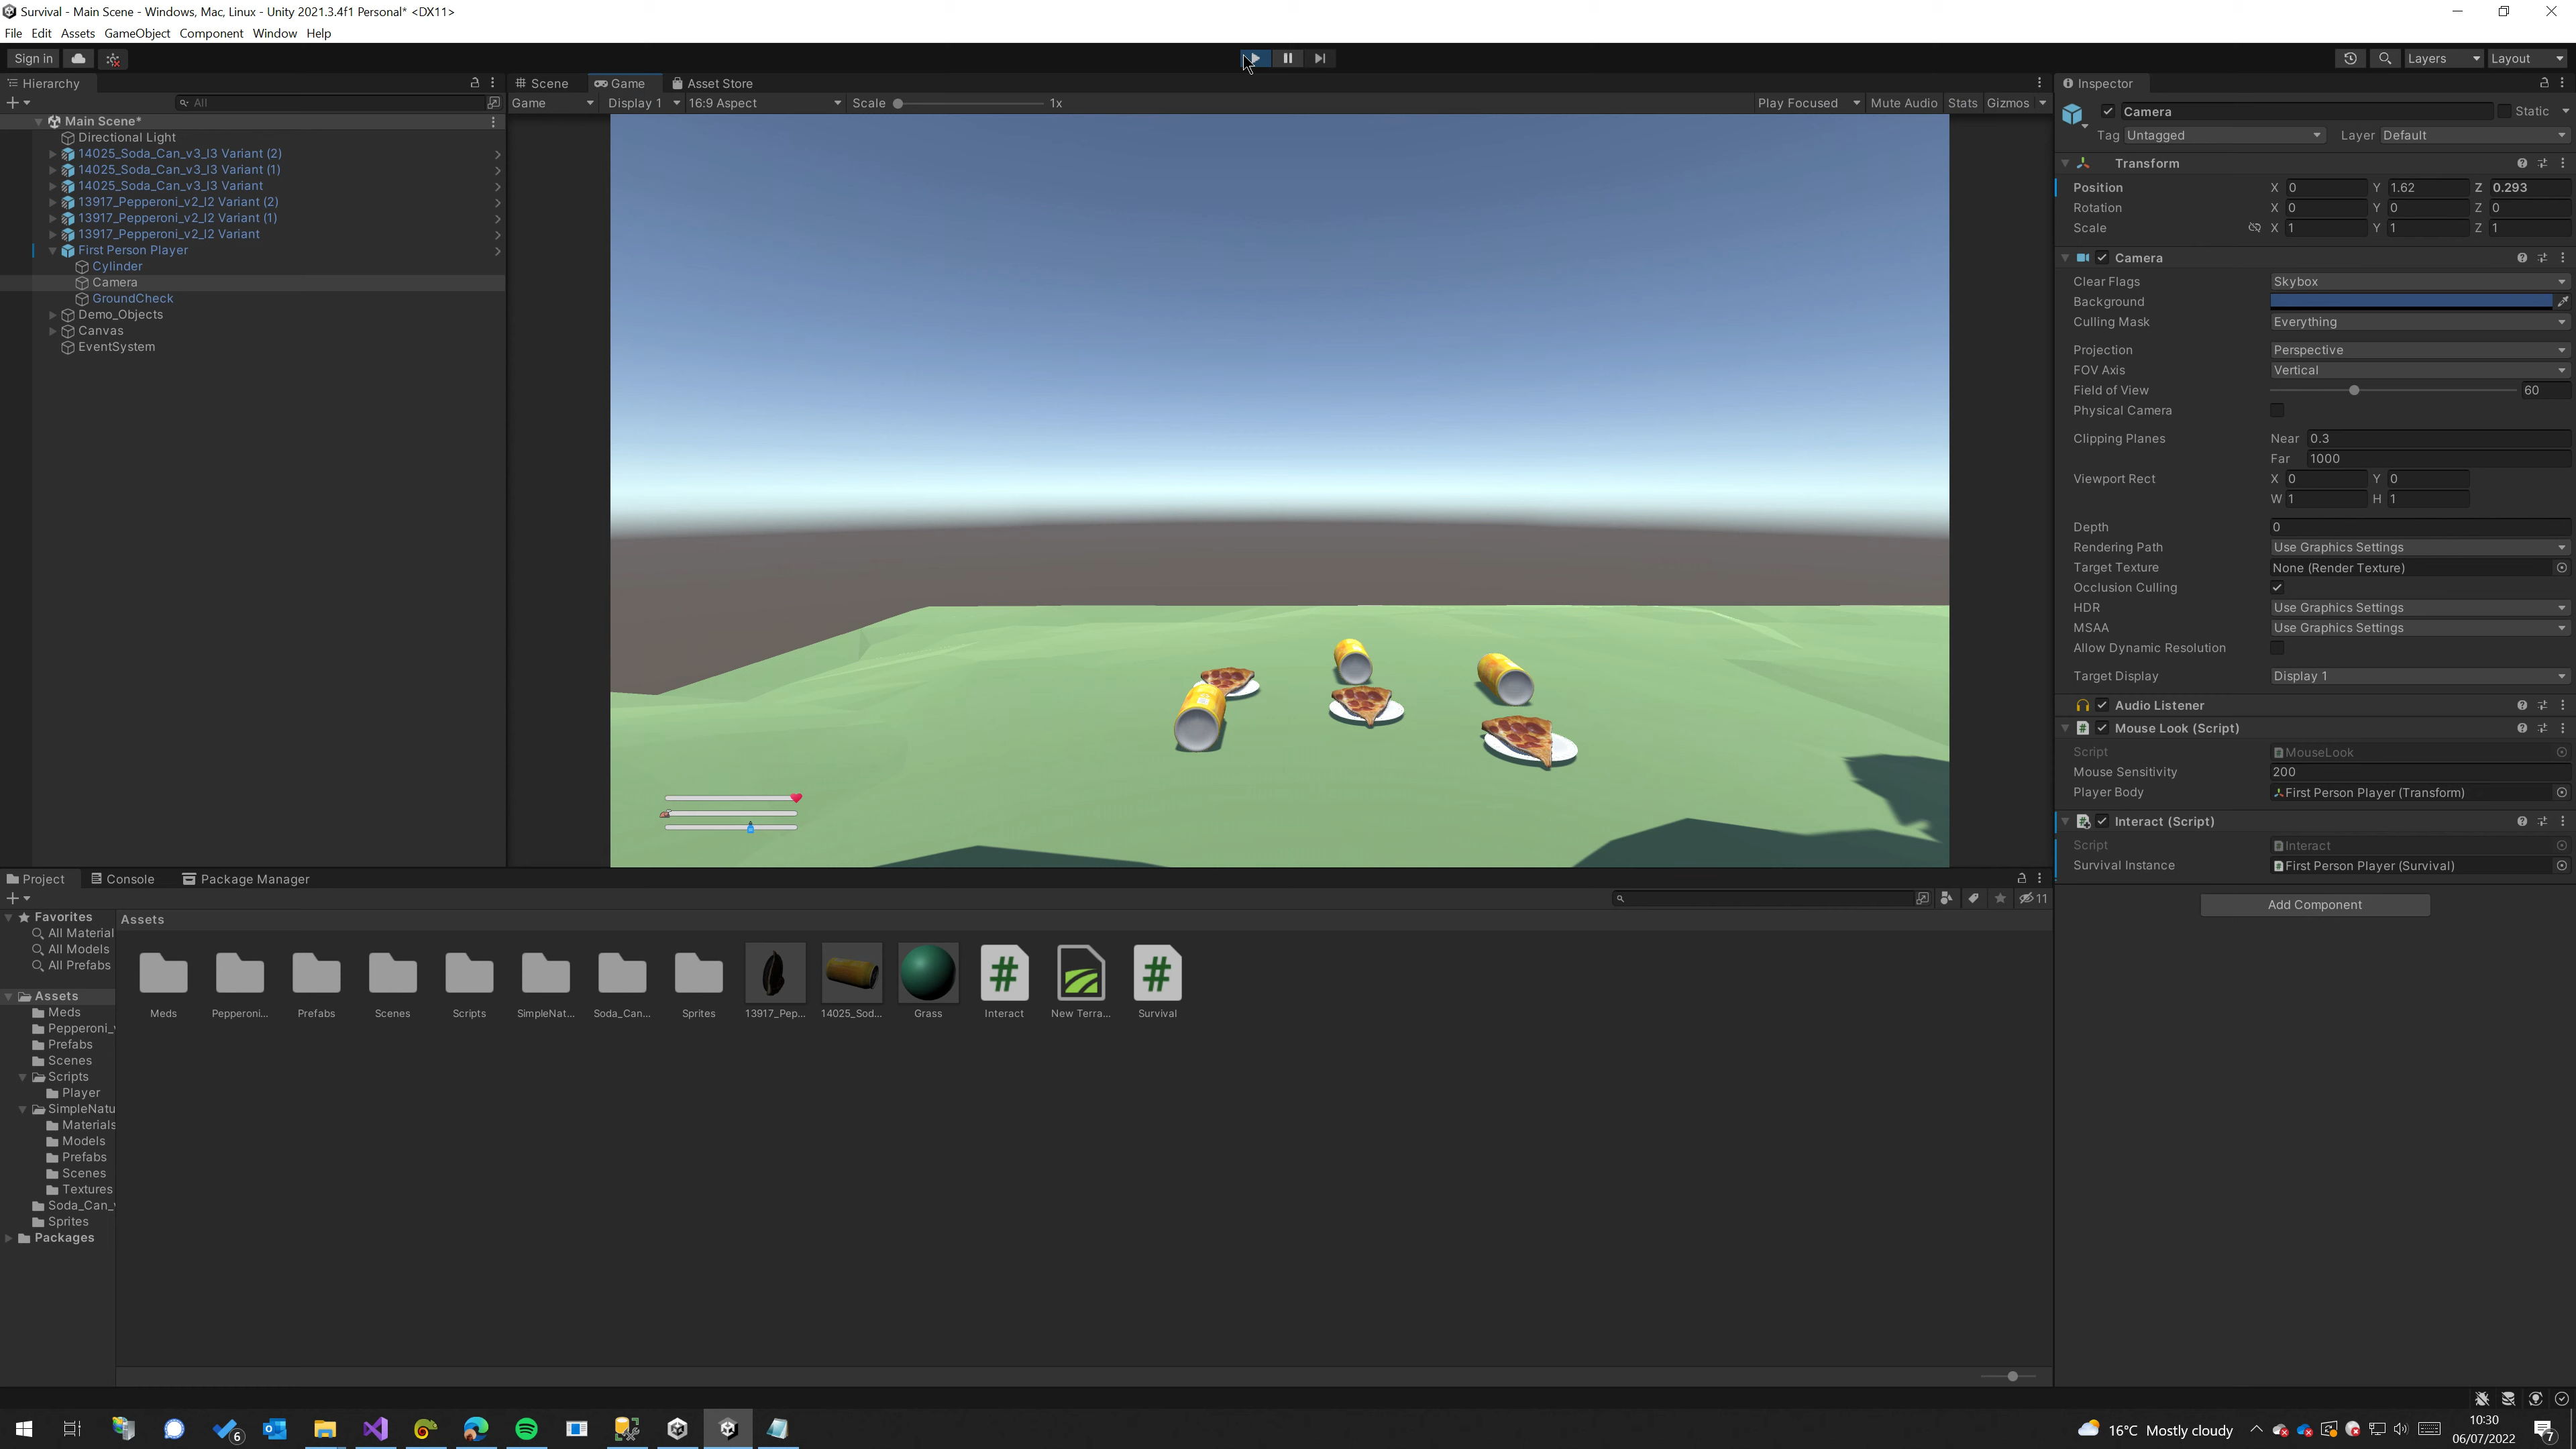 Survival - Main Scene - Windows, Mac, Linux - Unity 2021.3.4f1 Personal* <DX11>
File Edit Assets GameObject Component Window Help
Sign in
Layers Layout
Hierarchy
All
Main Scene*
Directional Light
14025_Soda_Can_v3_l3 Variant (2)
14025_Soda_Can_v3_l3 Variant (1)
14025_Soda_Can_v3_l3 Variant
13917_Pepperoni_v2_l2 Variant (2)
13917_Pepperoni_v2_l2 Variant (1)
13917_Pepperoni_v2_l2 Variant
First Person Player
Cylinder
Camera
GroundCheck
Demo_Objects
Canvas
EventSystem
Scene Game Asset Store
Game Display 1 16:9 Aspect Scale 1x Play Focused Mute Audio Stats Gizmos
Inspector
Camera Static
Tag Untagged Layer Default
Transform
Position X 0 Y 1.62 Z 0.293
Rotation X 0 Y 0 Z 0
Scale X 1 Y 1 Z 1
Camera
Clear Flags Skybox
Background
Culling Mask Everything
Projection Perspective
FOV Axis Vertical
Field of View 60
Physical Camera
Clipping Planes Near 0.3
Far 1000
Viewport Rect X 0 Y 0
W 1 H 1
Depth 0
Rendering Path Use Graphics Settings
Target Texture None (Render Texture)
Occlusion Culling
HDR Use Graphics Settings
MSAA Use Graphics Settings
Allow Dynamic Resolution
Target Display Display 1
Audio Listener
Mouse Look (Script)
Script MouseLook
Mouse Sensitivity 200
Player Body First Person Player (Transform)
Interact (Script)
Script Interact
Survival Instance First Person Player (Survival)
Add Component
Project Console Package Manager
11
Favorites
All Material
All Models
All Prefabs
Assets
Meds
Pepperoni_
Prefabs
Scenes
Scripts
Player
SimpleNatu
Materials
Models
Prefabs
Scenes
Textures
Soda_Can_
Sprites
Packages
Assets
Meds Pepperoni... Prefabs Scenes Scripts SimpleNat... Soda_Can... Sprites 13917_Pep... 14025_Sod... Grass Interact New Terra... Survival
6
16°C Mostly cloudy
10:30
06/07/2022
7